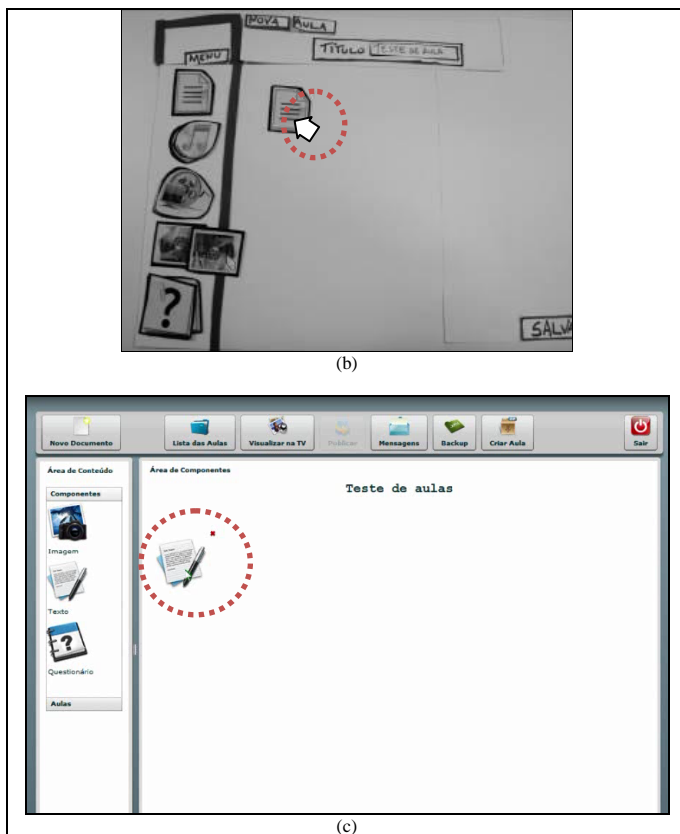 NOVA AULA
TÍTULO TESTE DE AULA
MENU
?
SALVA
(b)
Novo Documento Lista das Aulas Visualizar na TV Publicar Mensagens Backup Criar Aula Sair
Área de Conteúdo
Área de Componentes
Componentes
Teste de aulas
Imagem
Texto
?
Questionário
Aulas
(c)